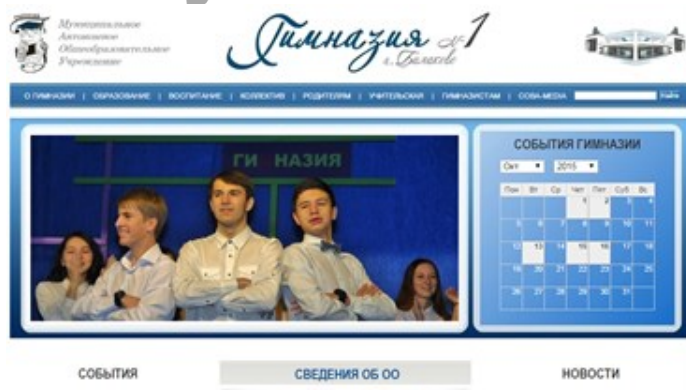 Муниципальное
Автономное
Общеобразовательное
Учреждение
Гимназия №1
г. Балаково
О ГИМНАЗИИ | ОБРАЗОВАНИЕ | ВОСПИТАНИЕ | КОЛЛЕКТИВ | РОДИТЕЛЯМ | УЧИТЕЛЬСКАЯ | ГИМНАЗИСТАМ | СОВА-MEDIA Найти
ГИ НАЗИЯ
СОБЫТИЯ ГИМНАЗИИ
Окт 2015
Пон Вт Ср Чет Пят Суб Вс
1 2 3 4
5 6 7 8 9 10 11
12 13 14 15 16 17 18
19 20 21 22 23 24 25
26 27 28 29 30 31
СОБЫТИЯ
СВЕДЕНИЯ ОБ ОО
НОВОСТИ